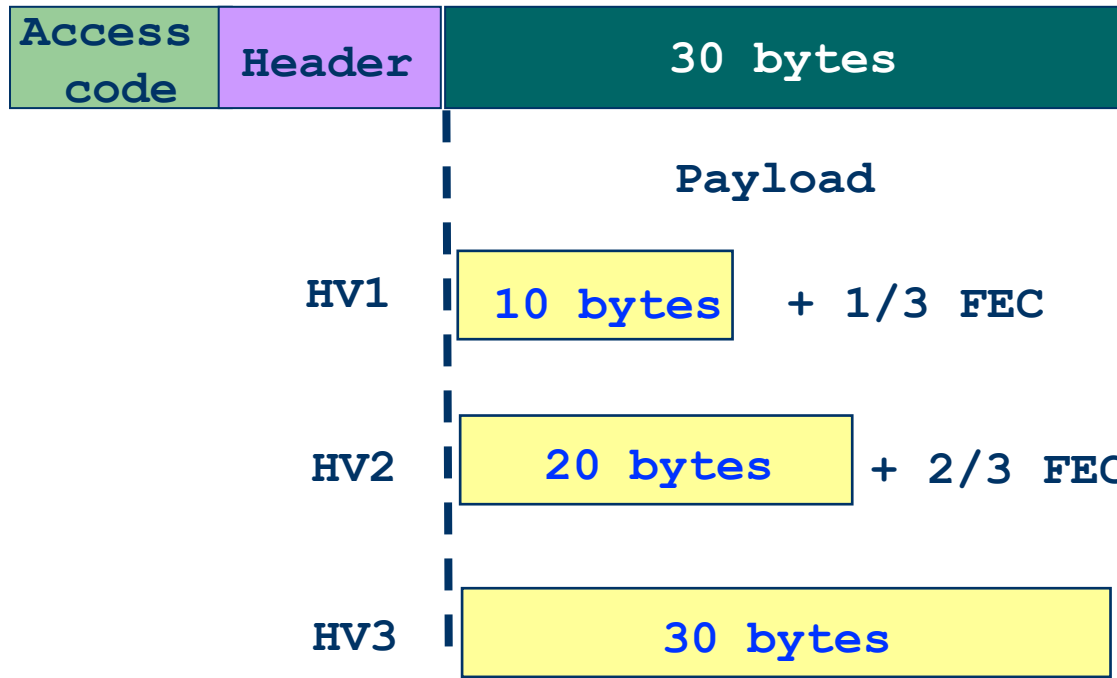 Access
code
Header
30 bytes
Payload
HV1
10 bytes
+ 1/3 FEC
HV2
20 bytes
+ 2/3 FEC
HV3
30 bytes